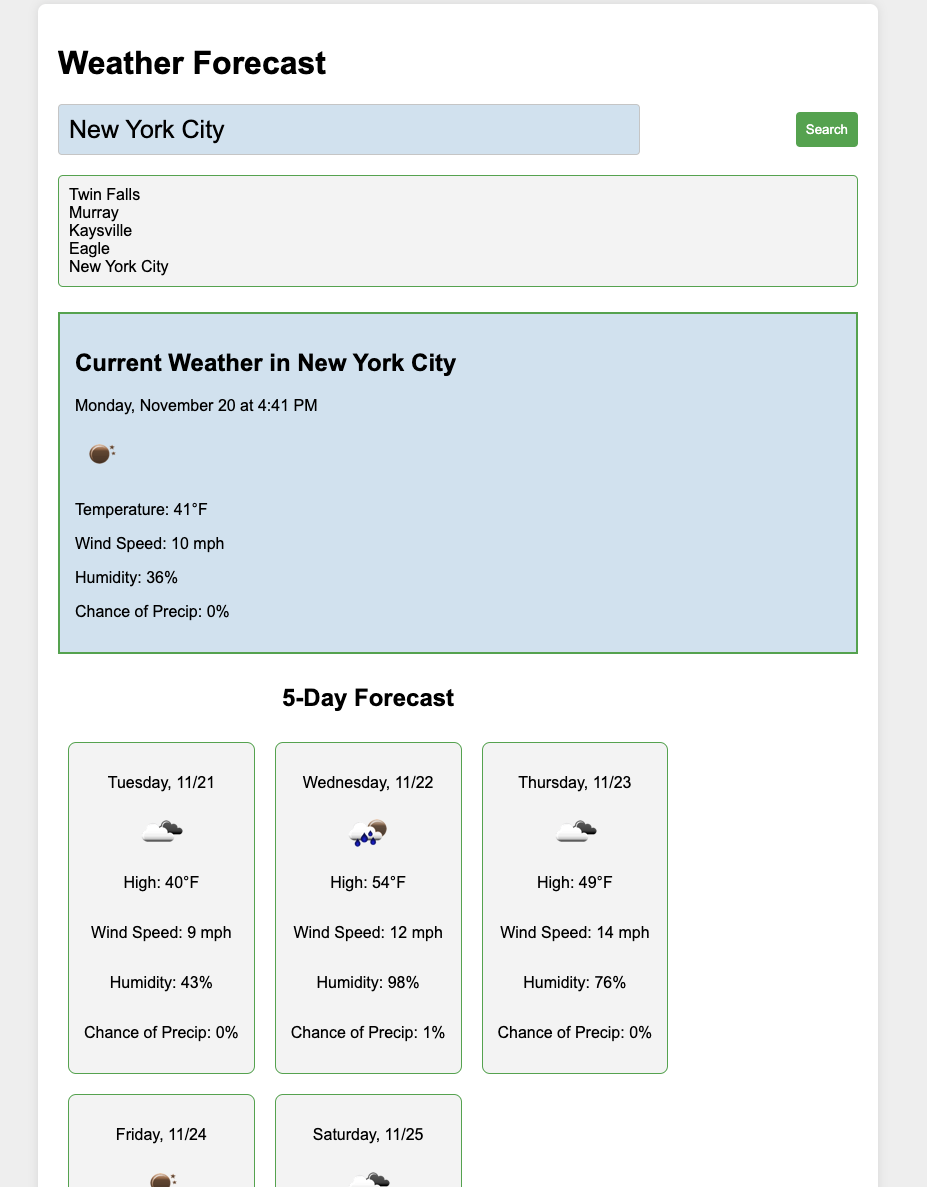 Weather Forecast
New York City
Search
Twin Falls
Murray
Kaysville
Eagle
New York City
Current Weather in New York City
Monday, November 20 at 4:41 PM
Temperature: 41°F
Wind Speed: 10 mph
Humidity: 36%
Chance of Precip: 0%
5-Day Forecast
Tuesday, 11/21
High: 40°F
Wind Speed: 9 mph
Humidity: 43%
Chance of Precip: 0%
Wednesday, 11/22
High: 54°F
Wind Speed: 12 mph
Humidity: 98%
Chance of Precip: 1%
Thursday, 11/23
High: 49°F
Wind Speed: 14 mph
Humidity: 76%
Chance of Precip: 0%
Friday, 11/24
Saturday, 11/25